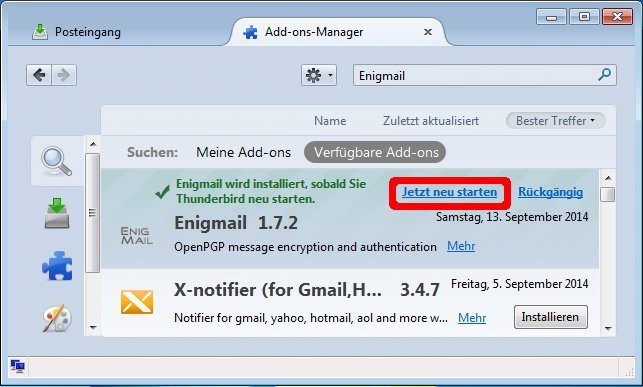 Posteingang
Add-ons-Manager
Enigmail
Name Zuletzt aktualisiert Bester Treffer
Suchen: Meine Add-ons Verfügbare Add-ons
Enigmail wird installiert, sobald Sie
Thunderbird neu starten.
Jetzt neu starten Rückgängig
ENIG
MAIL
Enigmail 1.7.2
Samstag, 13. September 2014
OpenPGP message encryption and authentication Mehr
X-notifier (for Gmail,H... 3.4.7
Freitag, 5. September 2014
Notifier for gmail, yahoo, hotmail, aol and more w... Mehr
Installieren